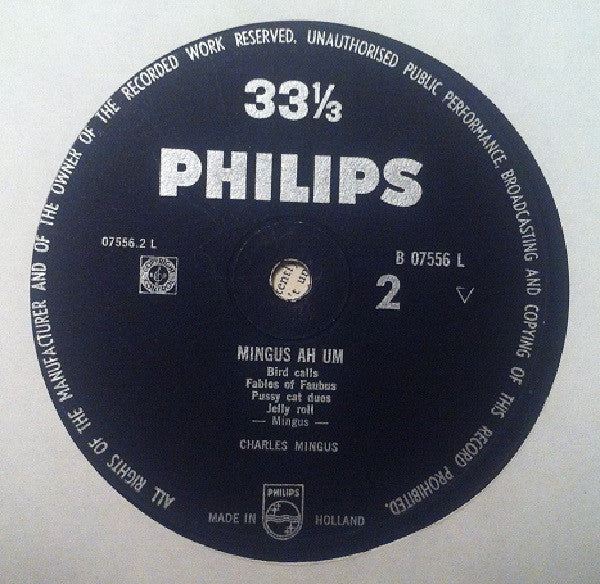 ALL RIGHTS OF THE MANUFACTURER AND OF THE OWNER OF THE RECORDED WORK RESERVED. UNAUTHORISED PUBLIC PERFORMANCE, BROADCASTING AND COPYING OF THIS RECORD PROHIBITED.
33⅓
PHILIPS
07556.2 L
B 07556 L
2
MINGUS AH UM
Bird calls
Fables of Faubus
Pussy cat dues
Jelly roll
— Mingus —
CHARLES MINGUS
PHILIPS
MADE IN HOLLAND